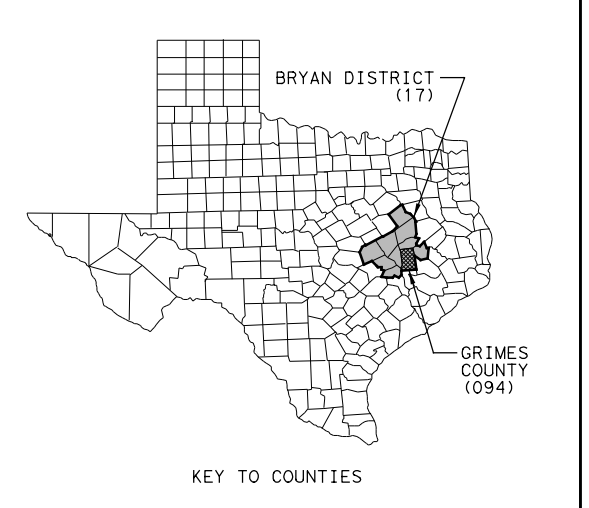 BRYAN DISTRICT
(17)
GRIMES
COUNTY
(094)
KEY TO COUNTIES